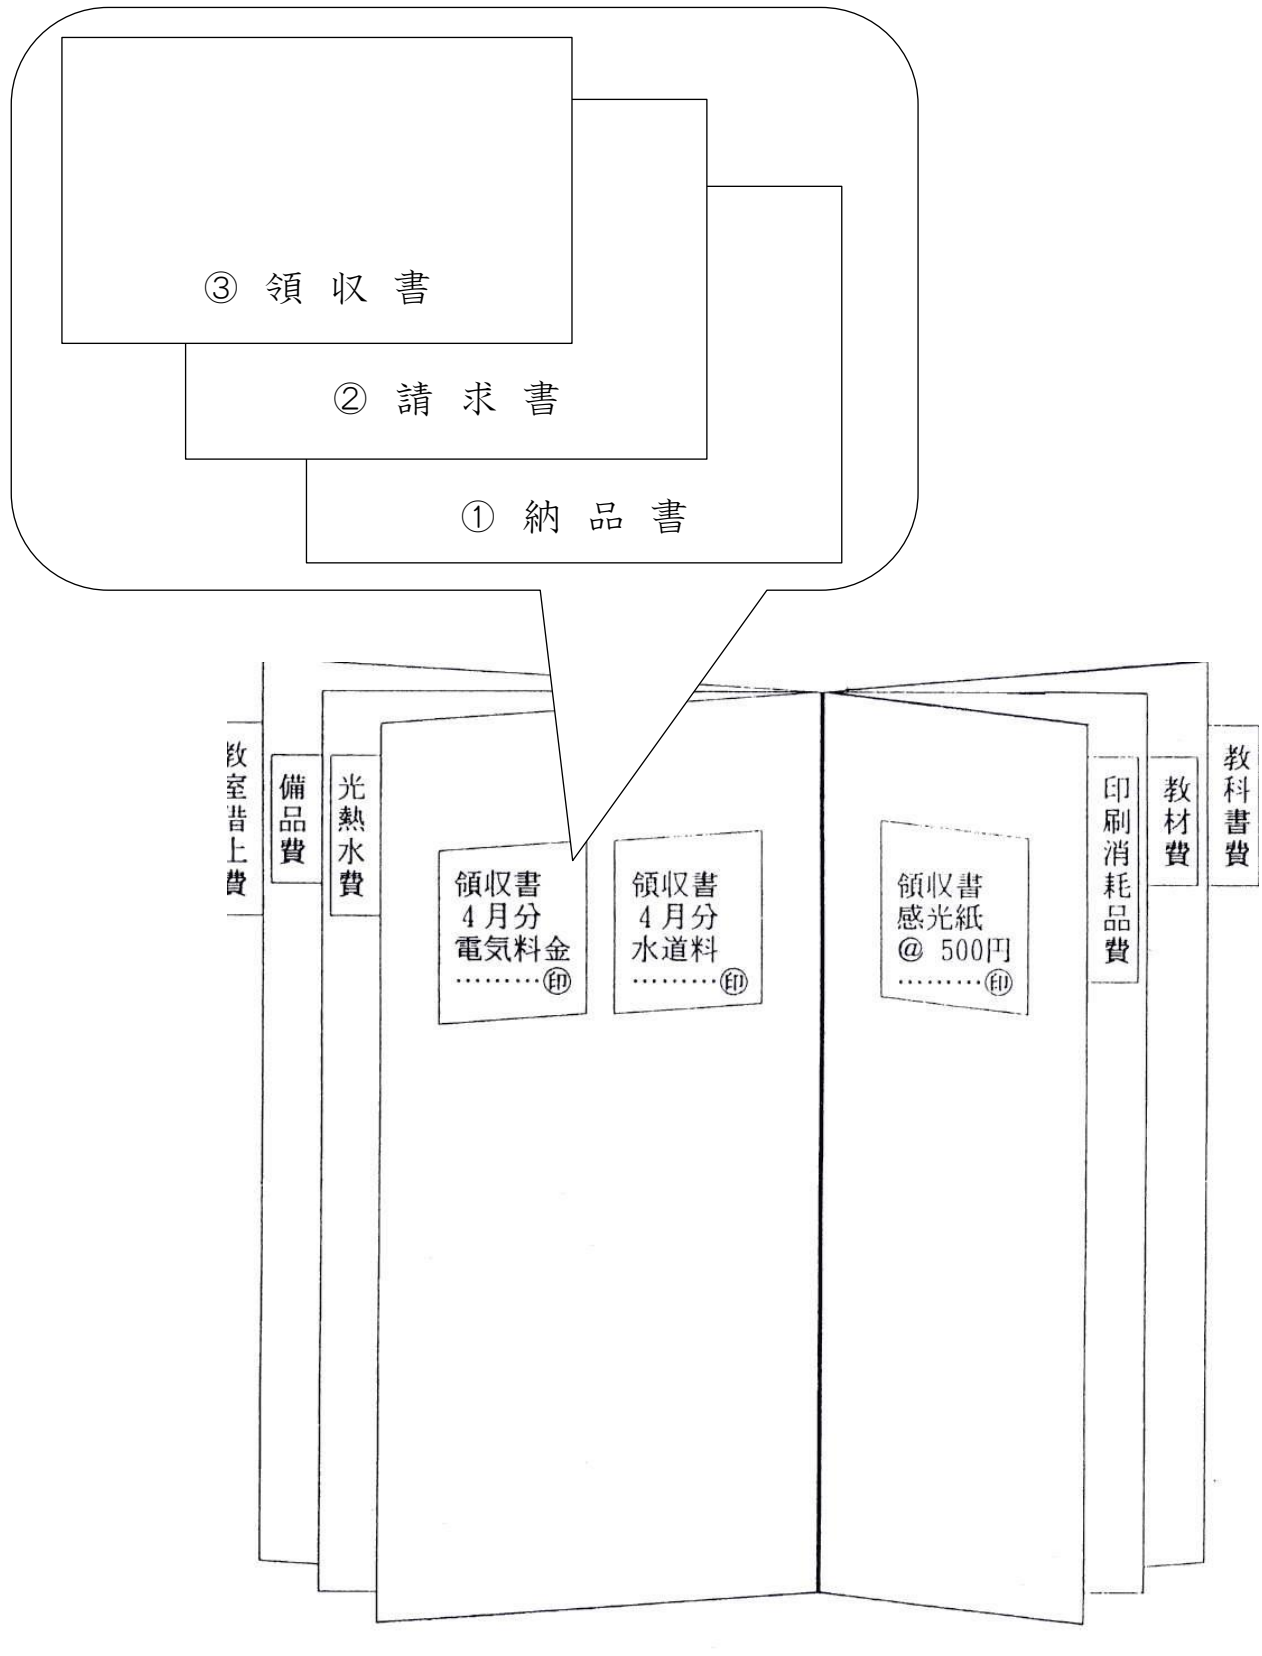 ③ 領 収 書
② 請 求 書
① 納 品 書
教室借上費
備品費
光熱水費
領収書
4月分
電気料金
………㊞
領収書
4月分
水道料
………㊞
領収書
感光紙
@ 500円
………㊞
印刷消耗品費
教材費
教科書費